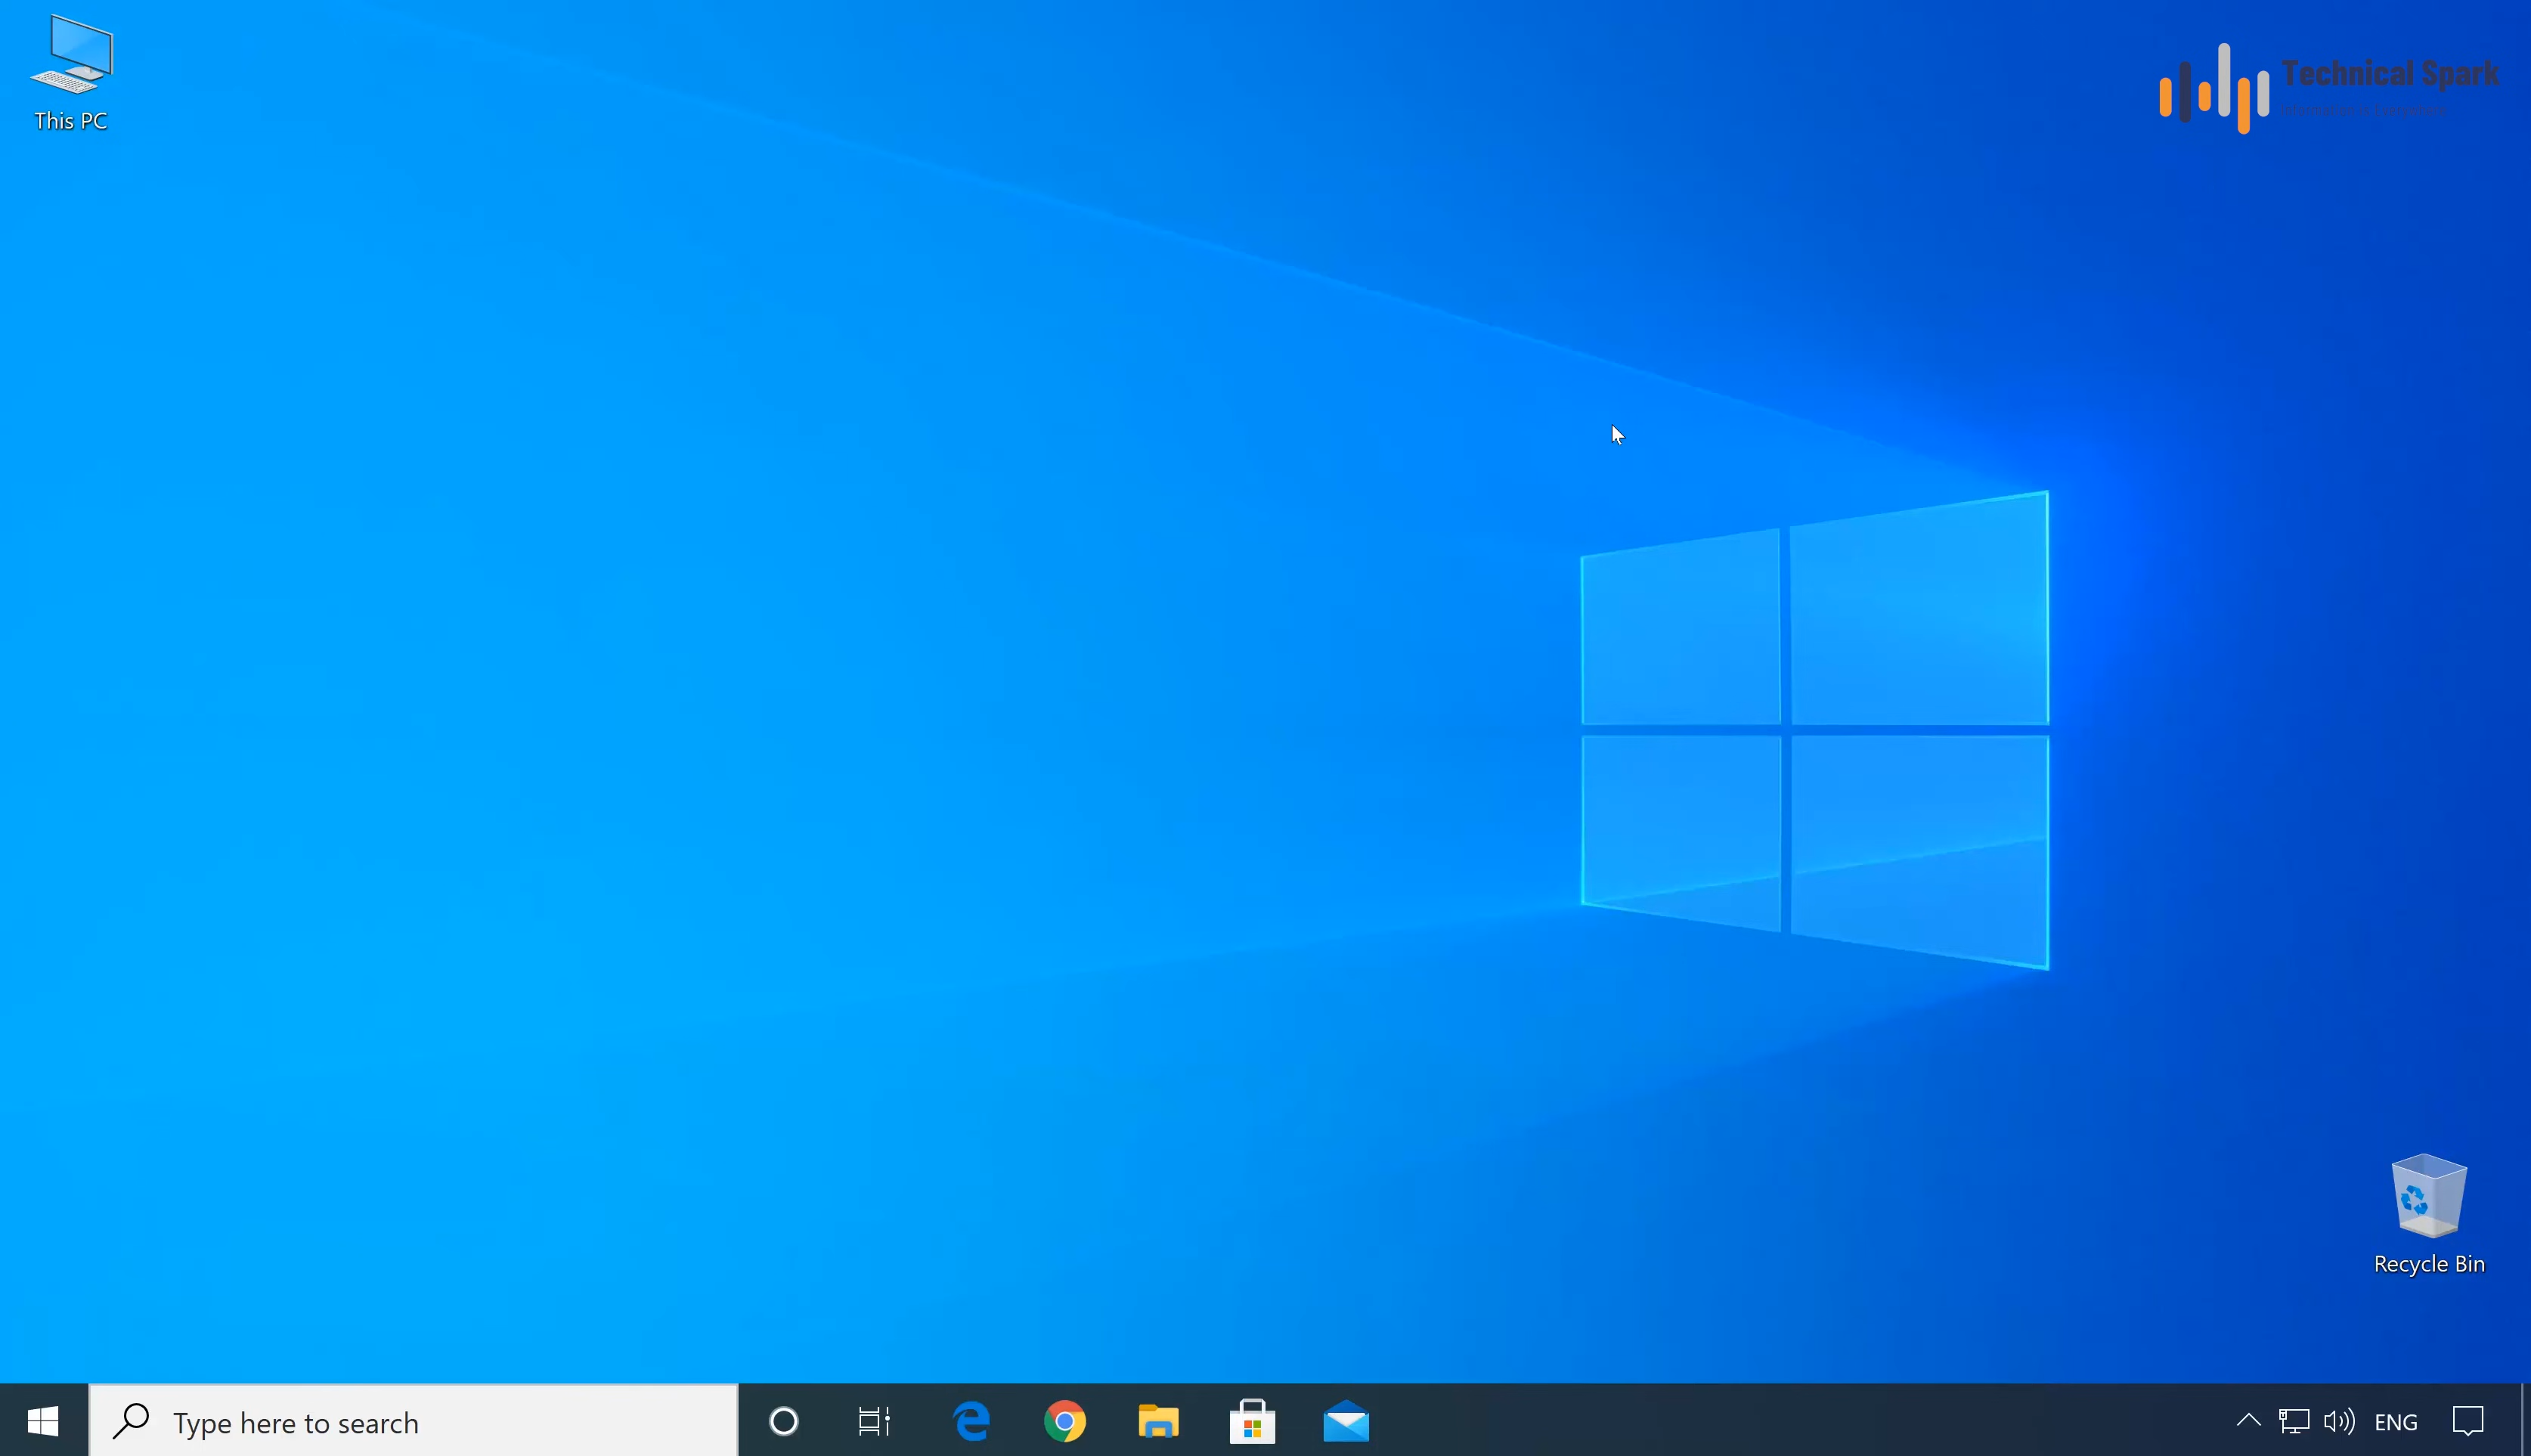 This PC
Technical Spark
Recycle Bin
Type here to search
ENG